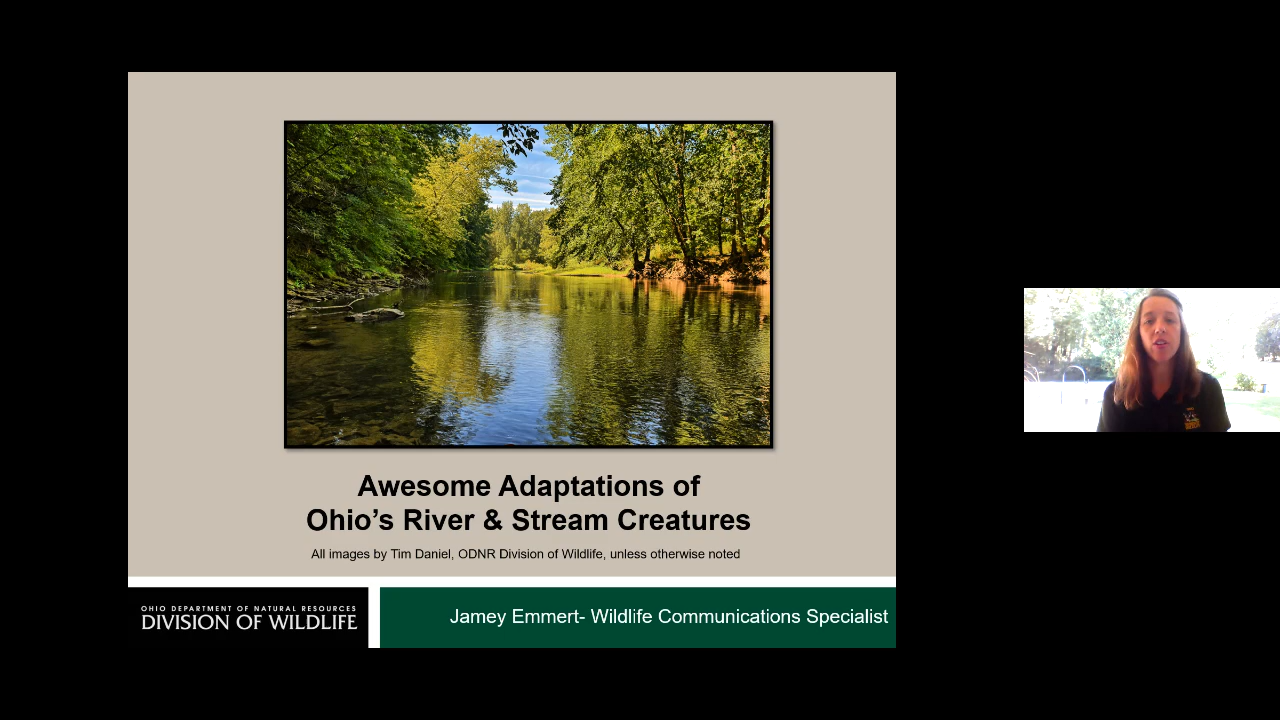 Awesome Adaptations of
Ohio's River & Stream Creatures
All images by Tim Daniel, ODNR Division of Wildlife, unless otherwise noted
OHIO DEPARTMENT OF NATURAL RESOURCES
DIVISION OF WILDLIFE
Jamey Emmert- Wildlife Communications Specialist